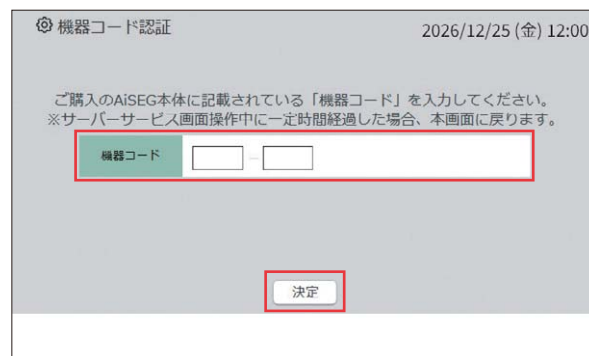 機器コード認証 2026/12/25 (金) 12:00
ご購入のAiSEG本体に記載されている「機器コード」を入力してください。
※サーバーサービス画面操作中に一定時間経過した場合、本画面に戻ります。
機器コード -
決定